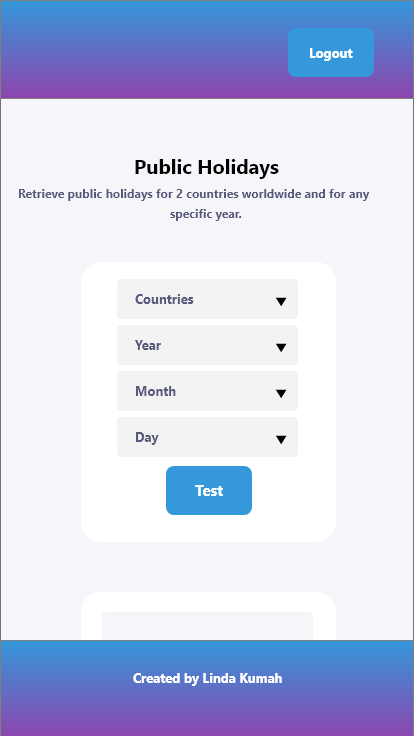 Logout
Public Holidays
Retrieve public holidays for 2 countries worldwide and for any
specific year.
Countries
Year
Month
Day
Test
Created by Linda Kumah